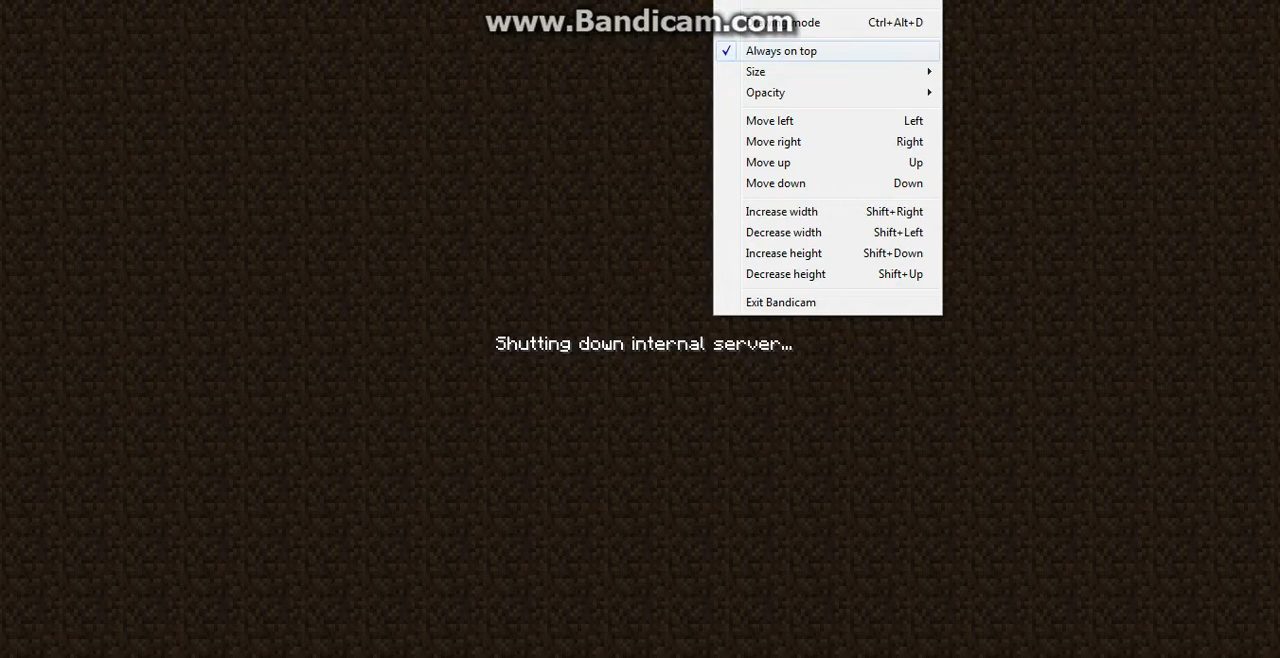 www.Bandicam.com
mode Ctrl+Alt+D
Always on top
Size
Opacity
Move left Left
Move right Right
Move up Up
Move down Down
Increase width Shift+Right
Decrease width Shift+Left
Increase height Shift+Down
Decrease height Shift+Up
Exit Bandicam
Shutting down internal server...